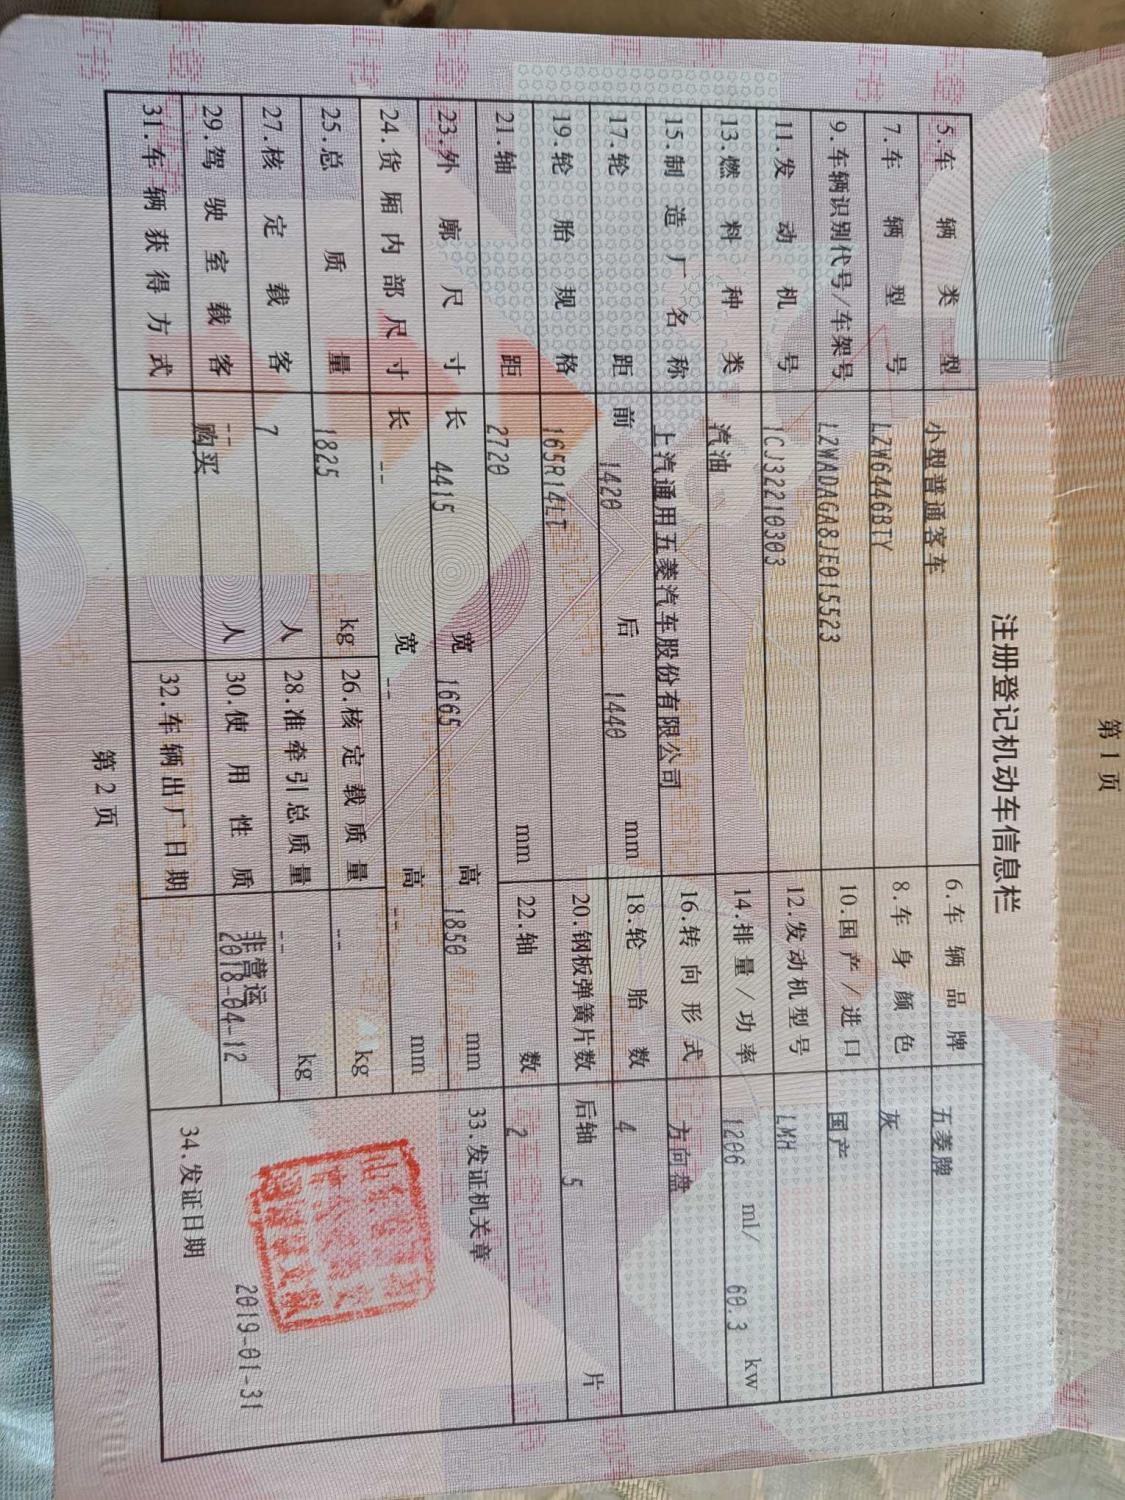 第1页
注册登记机动车信息栏
5.车辆类型 小型普通客车 6.车辆品牌 五菱牌
7.车辆型号 LZW6446BTY 8.车身颜色 灰
9.车辆识别代号/车架号 LZWADAGA8JE015523 10.国产/进口 国产
11.发动机号 1CJ32210303 12.发动机型号 LMH
13.燃料种类 汽油 14.排量/功率 1206 ml/ 60.3 kw
15.制造厂名称 上汽通用五菱汽车股份有限公司 16.转向形式 方向盘
17.轮距 前 1420 后 1440 mm 18.轮胎数 4
19.轮胎规格 165R14LT 20.钢板弹簧片数 后轴 5 片
21.轴距 2720 mm 22.轴数 2
23.外廓尺寸 长 4415 宽 1665 高 1850 mm 33.发证机关章
24.货厢内部尺寸 长 -- 宽 -- 高 -- mm
25.总质量 1825 kg 26.核定载质量 -- kg
27.核定载客 7 人 28.准牵引总质量 -- kg
29.驾驶室载客 -- 人 30.使用性质 非营运
31.车辆获得方式 购买 32.车辆出厂日期 2018-04-12 34.发证日期 2019-01-31
第2页